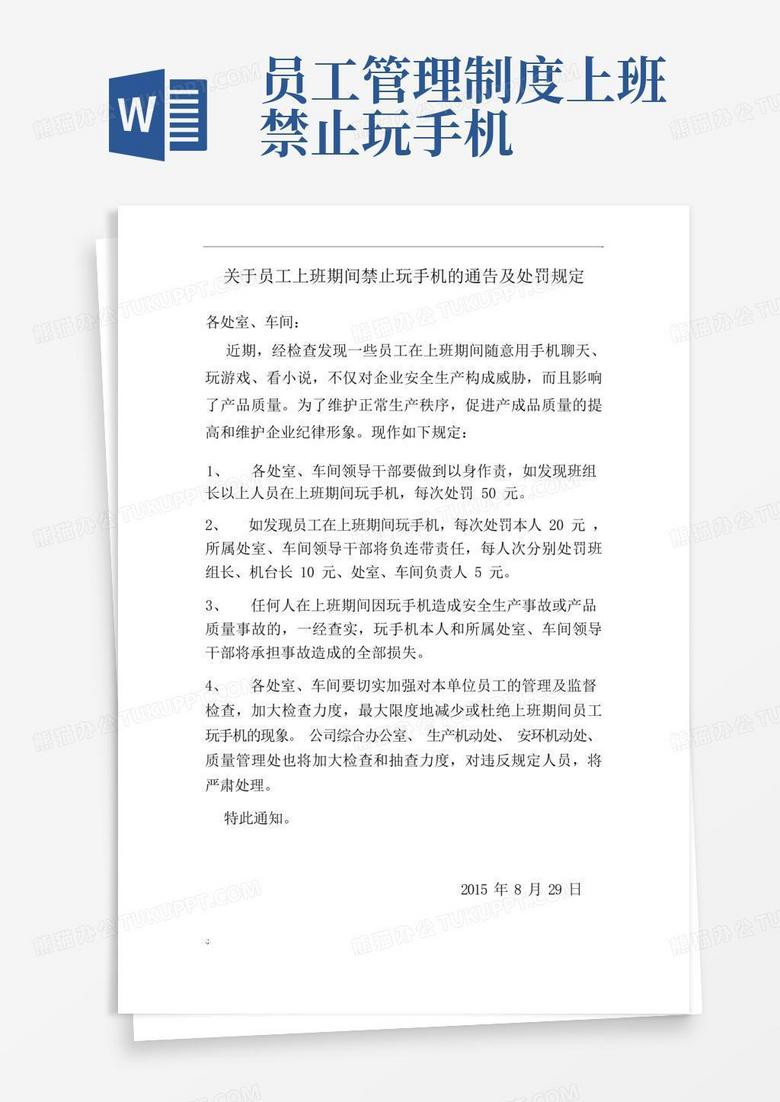 W
员工管理制度上班
禁止玩手机
关于员工上班期间禁止玩手机的通告及处罚规定
各处室、车间:
近期，经检查发现一些员工在上班期间随意用手机聊天、
玩游戏、看小说，不仅对企业安全生产构成威胁，而且影响
了产品质量。为了维护正常生产秩序，促进产成品质量的提
高和维护企业纪律形象。现作如下规定：
1、 各处室、车间领导干部要做到以身作责，如发现班组
长以上人员在上班期间玩手机，每次处罚 50 元。
2、 如发现员工在上班期间玩手机，每次处罚本人 20 元 ，
所属处室、车间领导干部将负连带责任，每人次分别处罚班
组长、机台长 10 元、处室、车间负责人 5 元。
3、 任何人在上班期间因玩手机造成安全生产事故或产品
质量事故的，一经查实，玩手机本人和所属处室、车间领导
干部将承担事故造成的全部损失。
4、 各处室、车间要切实加强对本单位员工的管理及监督
检查，加大检查力度，最大限度地减少或杜绝上班期间员工
玩手机的现象。 公司综合办公室、 生产机动处、 安环机动处、
质量管理处也将加大检查和抽查力度，对违反规定人员，将
严肃处理。
特此通知。
2015 年 8 月 29 日
熊猫办公TUKUPPT.COM